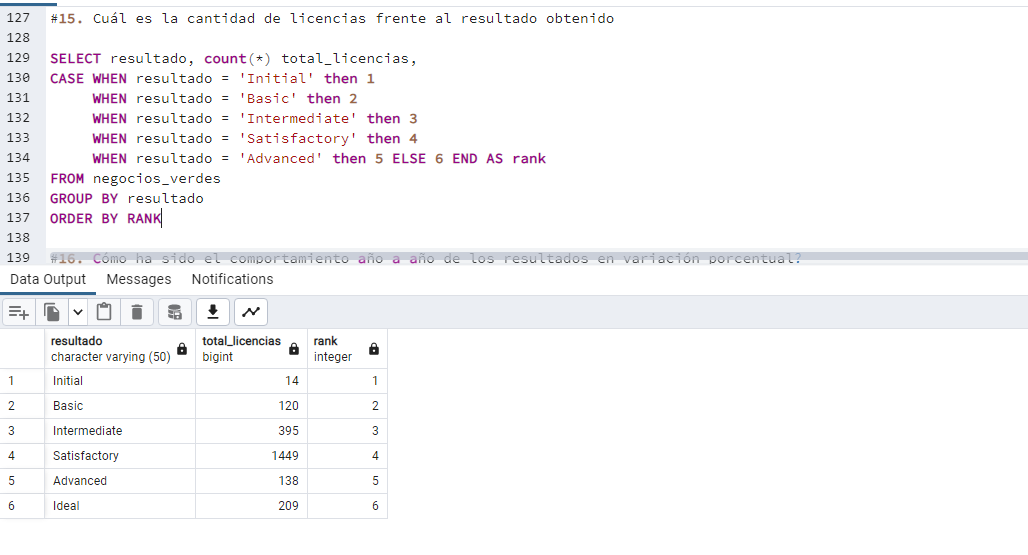 127 #15. Cuál es la cantidad de licencias frente al resultado obtenido
128
129 SELECT resultado, count(*) total_licencias,
130 CASE WHEN resultado = 'Initial' then 1
131 WHEN resultado = 'Basic' then 2
132 WHEN resultado = 'Intermediate' then 3
133 WHEN resultado = 'Satisfactory' then 4
134 WHEN resultado = 'Advanced' then 5 ELSE 6 END AS rank
135 FROM negocios_verdes
136 GROUP BY resultado
137 ORDER BY RANK
138
139 #16. Cómo ha sido el comportamiento año a año de los resultados en variación porcentual?
Data Output Messages Notifications
resultado total_licencias rank
character varying (50) bigint integer
1 Initial 14 1
2 Basic 120 2
3 Intermediate 395 3
4 Satisfactory 1449 4
5 Advanced 138 5
6 Ideal 209 6